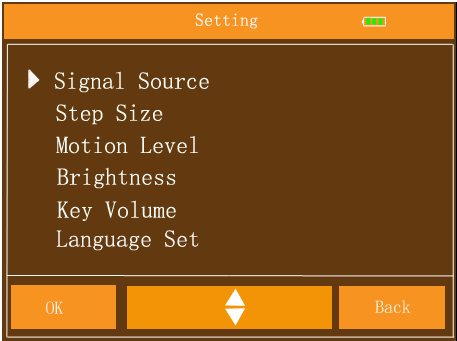 Setting
Signal Source
Step Size
Motion Level
Brightness
Key Volume
Language Set
OK
Back